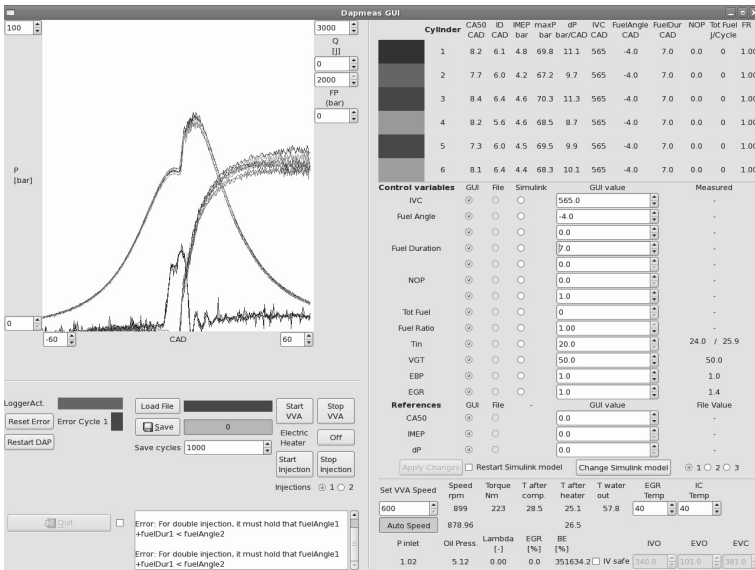 Dapmeas GUI
100
3000
Q
[J]
0
2000
FP
(bar)
0
P
[bar]
0
-60
CAD
60
Cylinder CA50 ID IMEP maxP dP IVC FuelAngle FuelDur NOP Tot Fuel FR
CAD CAD bar bar bar/CAD CAD CAD CAD J/Cycle
1 8.2 6.1 4.8 69.8 11.1 565 -4.0 7.0 0.0 0 1.00
2 7.7 6.0 4.2 67.2 9.7 565 -4.0 7.0 0.0 0 1.00
3 8.4 6.4 4.6 70.3 11.3 565 -4.0 7.0 0.0 0 1.00
4 8.2 5.6 4.6 68.5 8.7 565 -4.0 7.0 0.0 0 1.00
5 7.3 6.0 4.5 69.5 9.9 565 -4.0 7.0 0.0 0 1.00
6 8.1 6.4 4.4 68.3 10.1 565 -4.0 7.0 0.0 0 1.00
Control variables GUI File Simulink GUI value Measured
IVC 565.0 -
Fuel Angle -4.0 -
0.0
Fuel Duration 7.0 -
0.0
NOP 0.0 -
1.0
Tot Fuel 0 -
Fuel Ratio 1.00 -
Tin 20.0 24.0 / 25.9
VGT 50.0 50.0
EBP 1.0 1.0
EGR 1.0 1.4
References GUI File - GUI value File Value
CA50 0.0 -
IMEP 0.0 -
dP 0.0 -
Apply Changes Restart Simulink model Change Simulink model 1 2 3
LoggerAct.
Reset Error Error Cycle 1
Restart DAP
Load File
Save 0
Save cycles 1000
Start VVA
Stop VVA
Electric Heater
Off
Start Injection
Stop Injection
Injections 1 2
Quit
Error: For double injection, it must hold that fuelAngle1
+fuelDur1 < fuelAngle2
Error: For double injection, it must hold that fuelAngle1
+fuelDur1 < fuelAngle2
Set VVA Speed Speed Torque T after T after T water EGR IC
rpm Nm comp. heater out Temp Temp
600 899 223 28.5 25.1 57.8 40 40
Auto Speed 878.96 26.5
P inlet Oil Press. Lambda EGR BE IVO EVO EVC
[-] [%] [%]
1.02 5.12 0.00 0.0 351634.2 IV safe 340.0 101.0 381.0